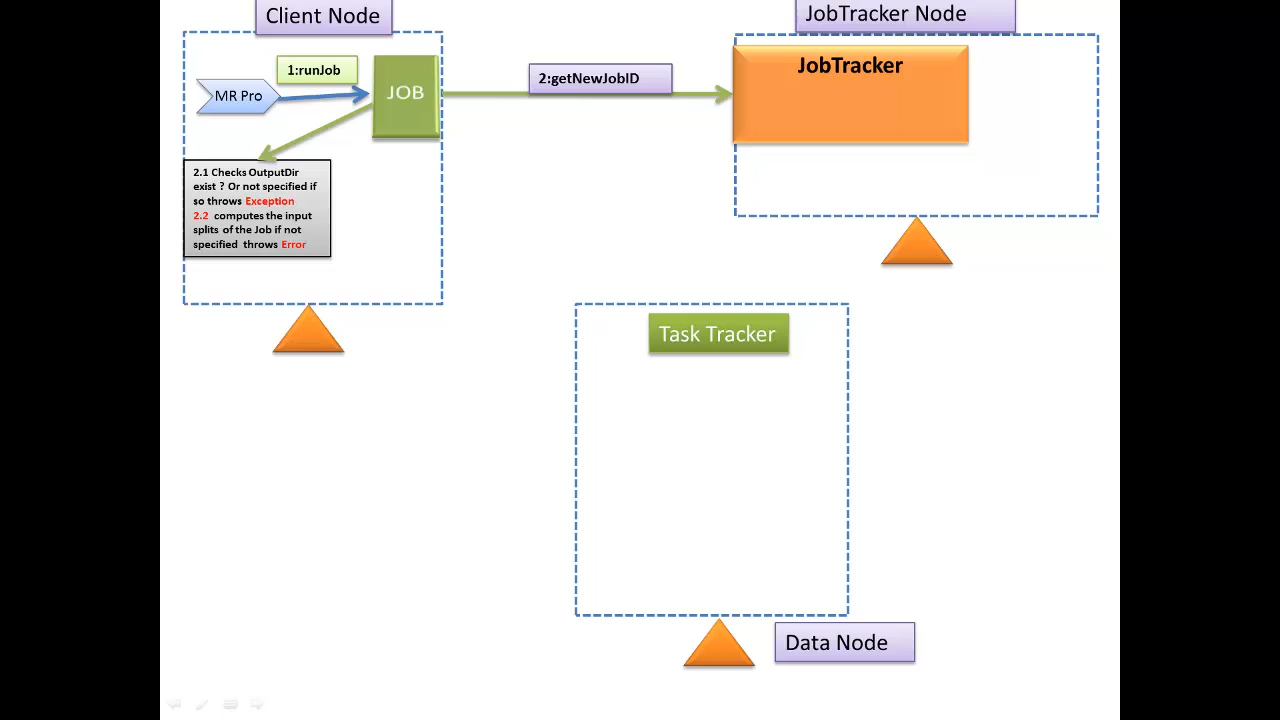 Client Node
JobTracker Node
1:runJob
MR Pro
JOB
2:getNewJobID
JobTracker
2.1 Checks OutputDir
exist ? Or not specified if
so throws Exception
2.2 computes the input
splits of the Job if not
specified throws Error
Task Tracker
Data Node